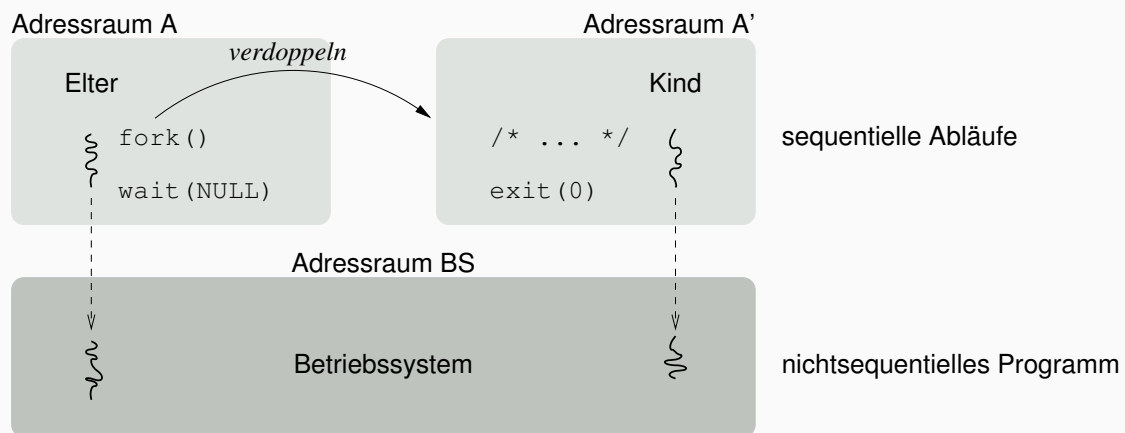 Adressraum A
Adressraum A'
verdoppeln
Elter
Kind
fork()
/* ... */
sequentielle Abläufe
wait(NULL)
exit(0)
Adressraum BS
Betriebssystem
nichtsequentielles Programm